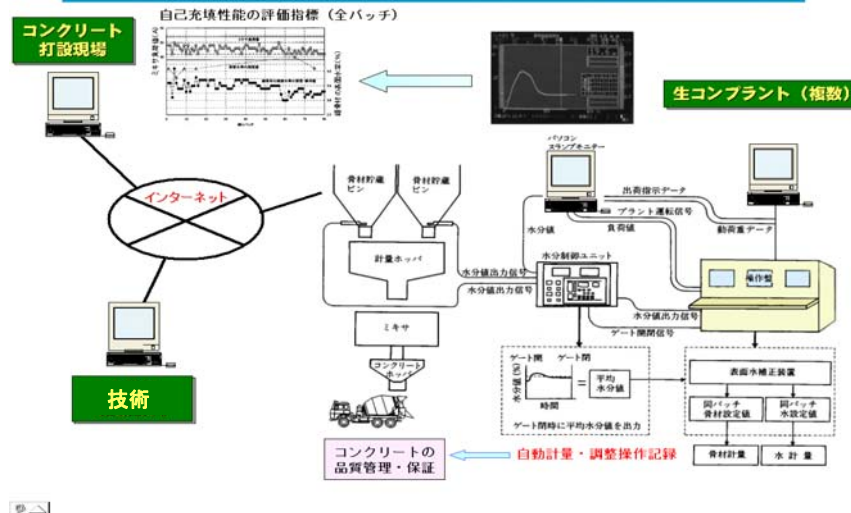 自己充填性能の評価指標（全バッチ）
コンクリート
打設現場
ミキサ負荷値(A)
生コンプラント（複数）
パソコン
スランプモニター
骨材貯蔵
ビン
骨材貯蔵
ビン
出荷指示データ
プラント運転信号
負荷値
動荷重データ
水分値
インターネット
計量ホッパ
水分制御ユニット
操作盤
水分値出力信号
水分値出力信号
水分値出力信号
ゲート開閉信号
ミキサ
コンクリート
ホッパ
ゲート開
ゲート閉
水分値(%)
時間
=
平均
水分値
ゲート閉時に平均水分値を出力
表面水補正装置
同バッチ
骨材設定値
同バッチ
水設定値
骨材計量
水計量
技術
コンクリートの
品質管理・保証
自動計量・調整操作記録